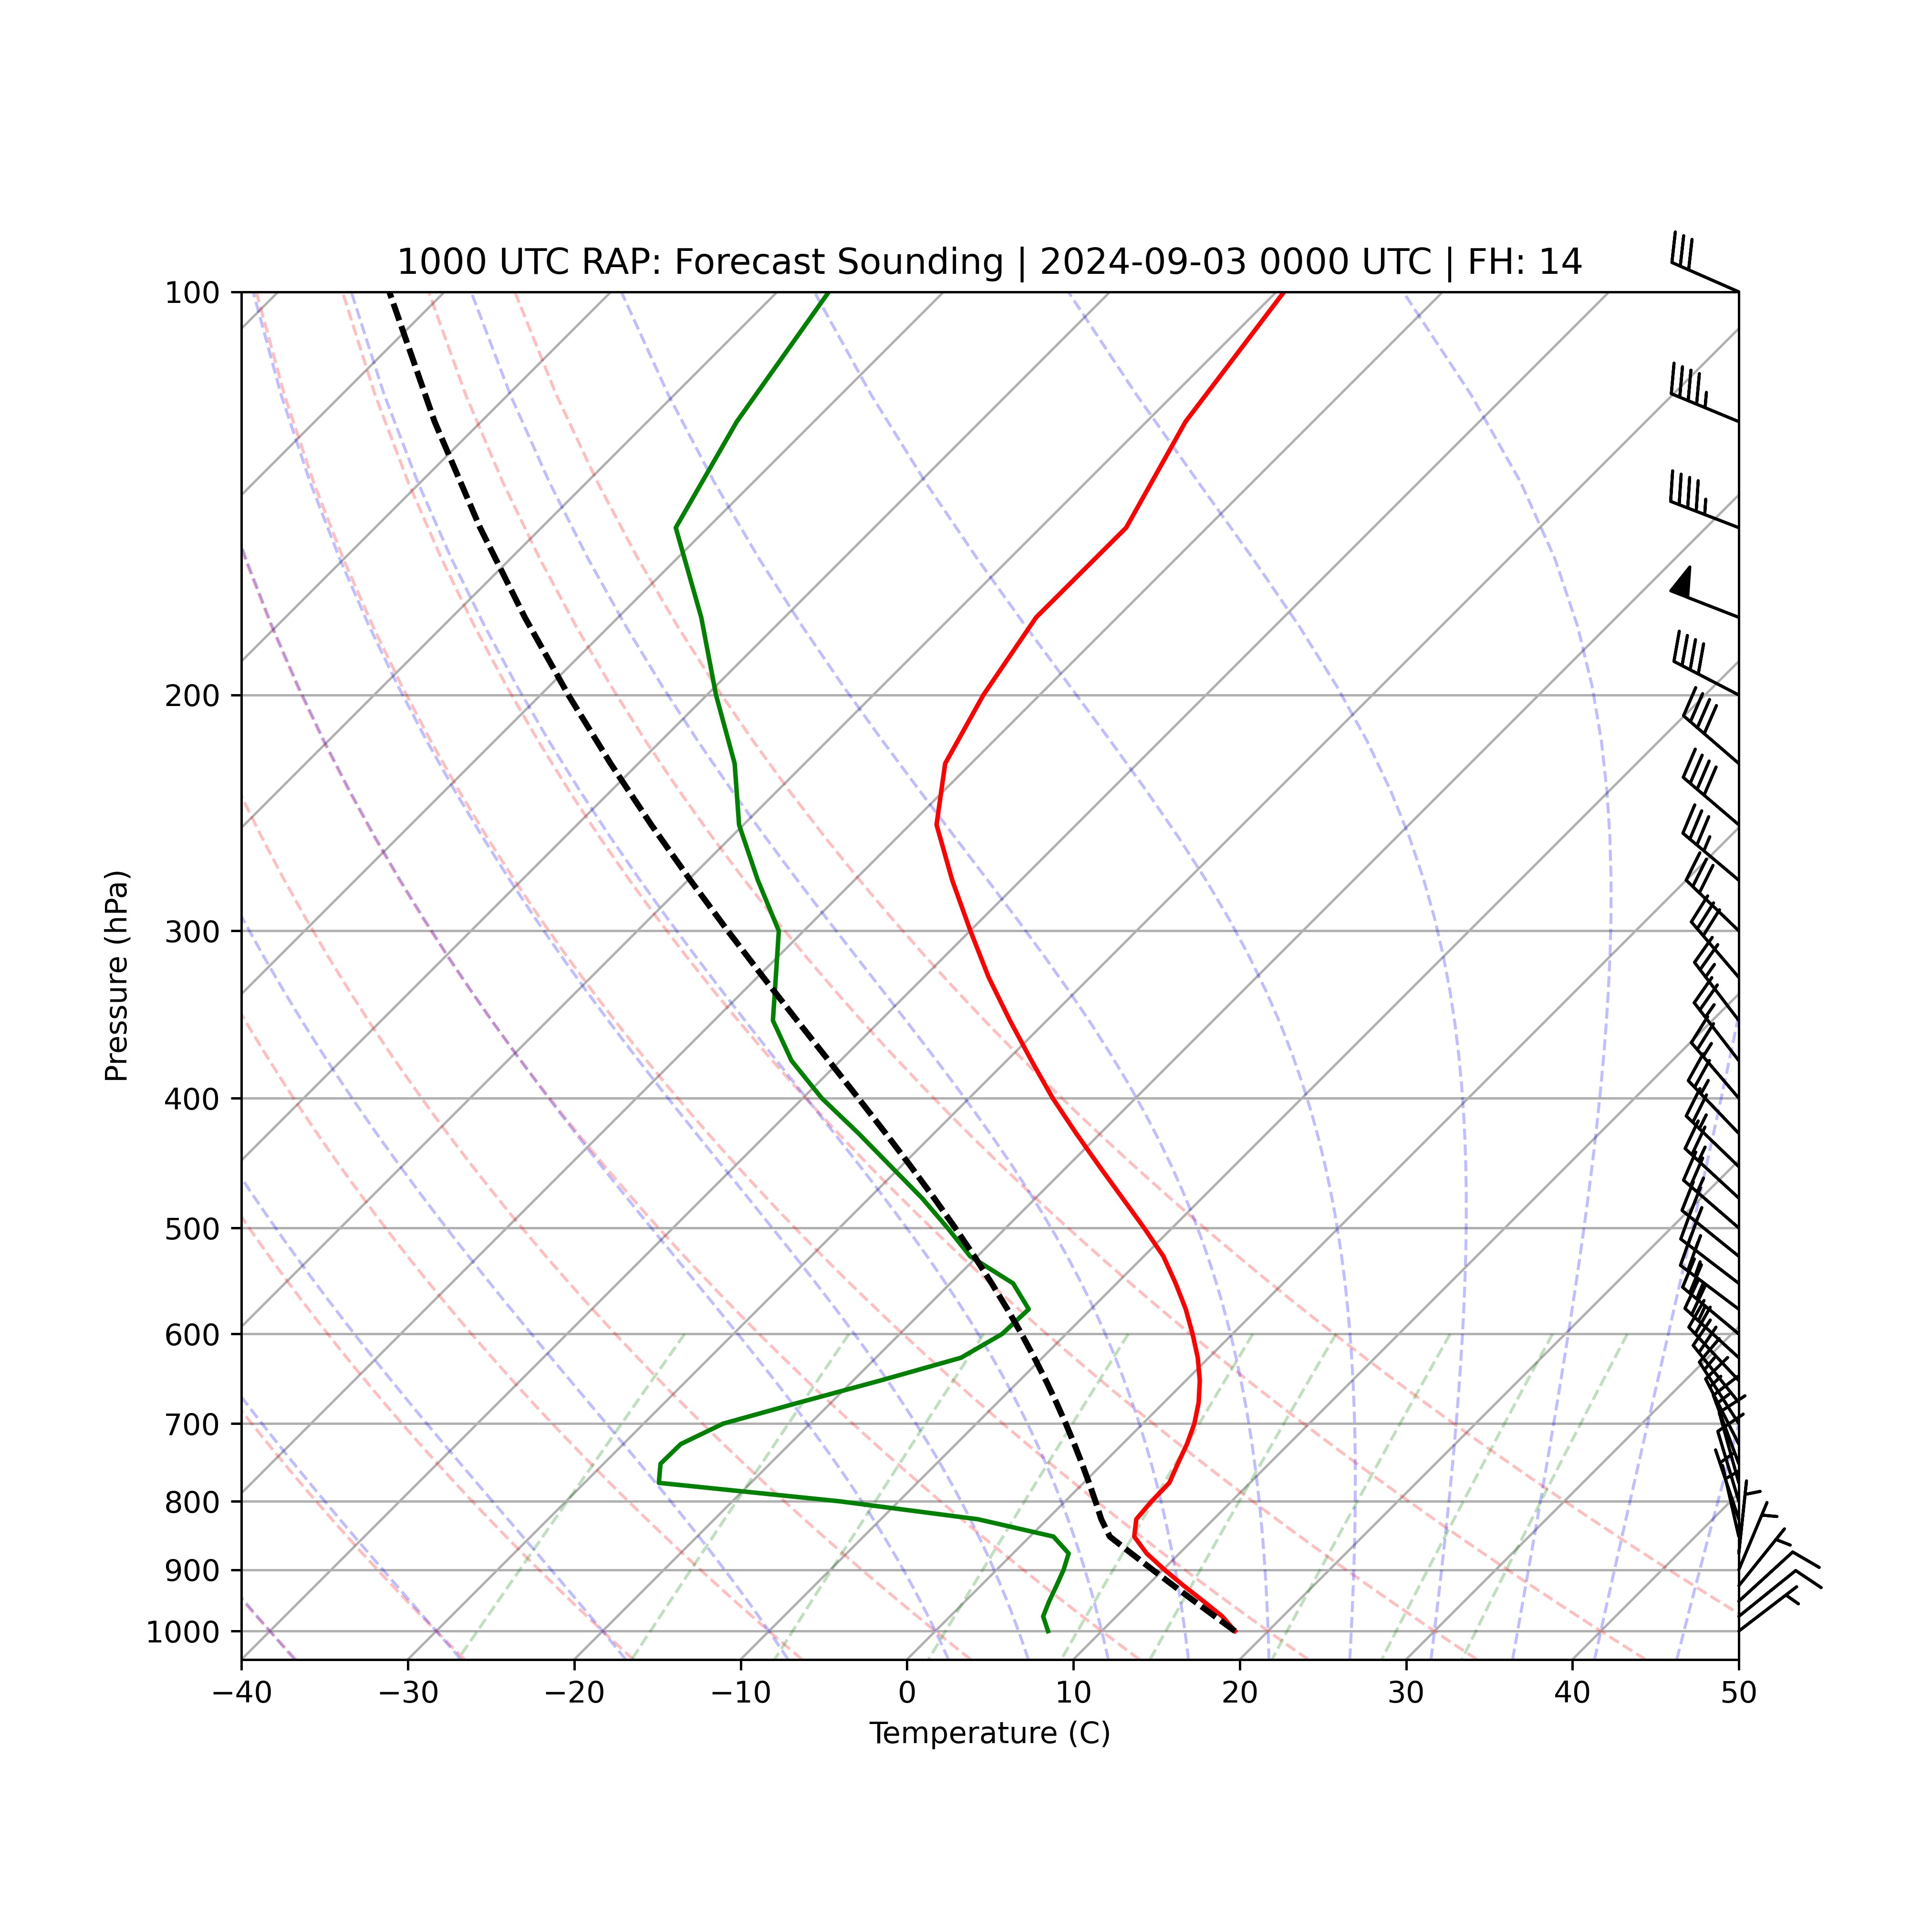 1000 UTC RAP: Forecast Sounding | 2024-09-03 0000 UTC | FH: 14
100
200
300
400
500
600
700
800
900
1000
Pressure (hPa)
−40 −30 −20 −10 0 10 20 30 40 50
Temperature (C)